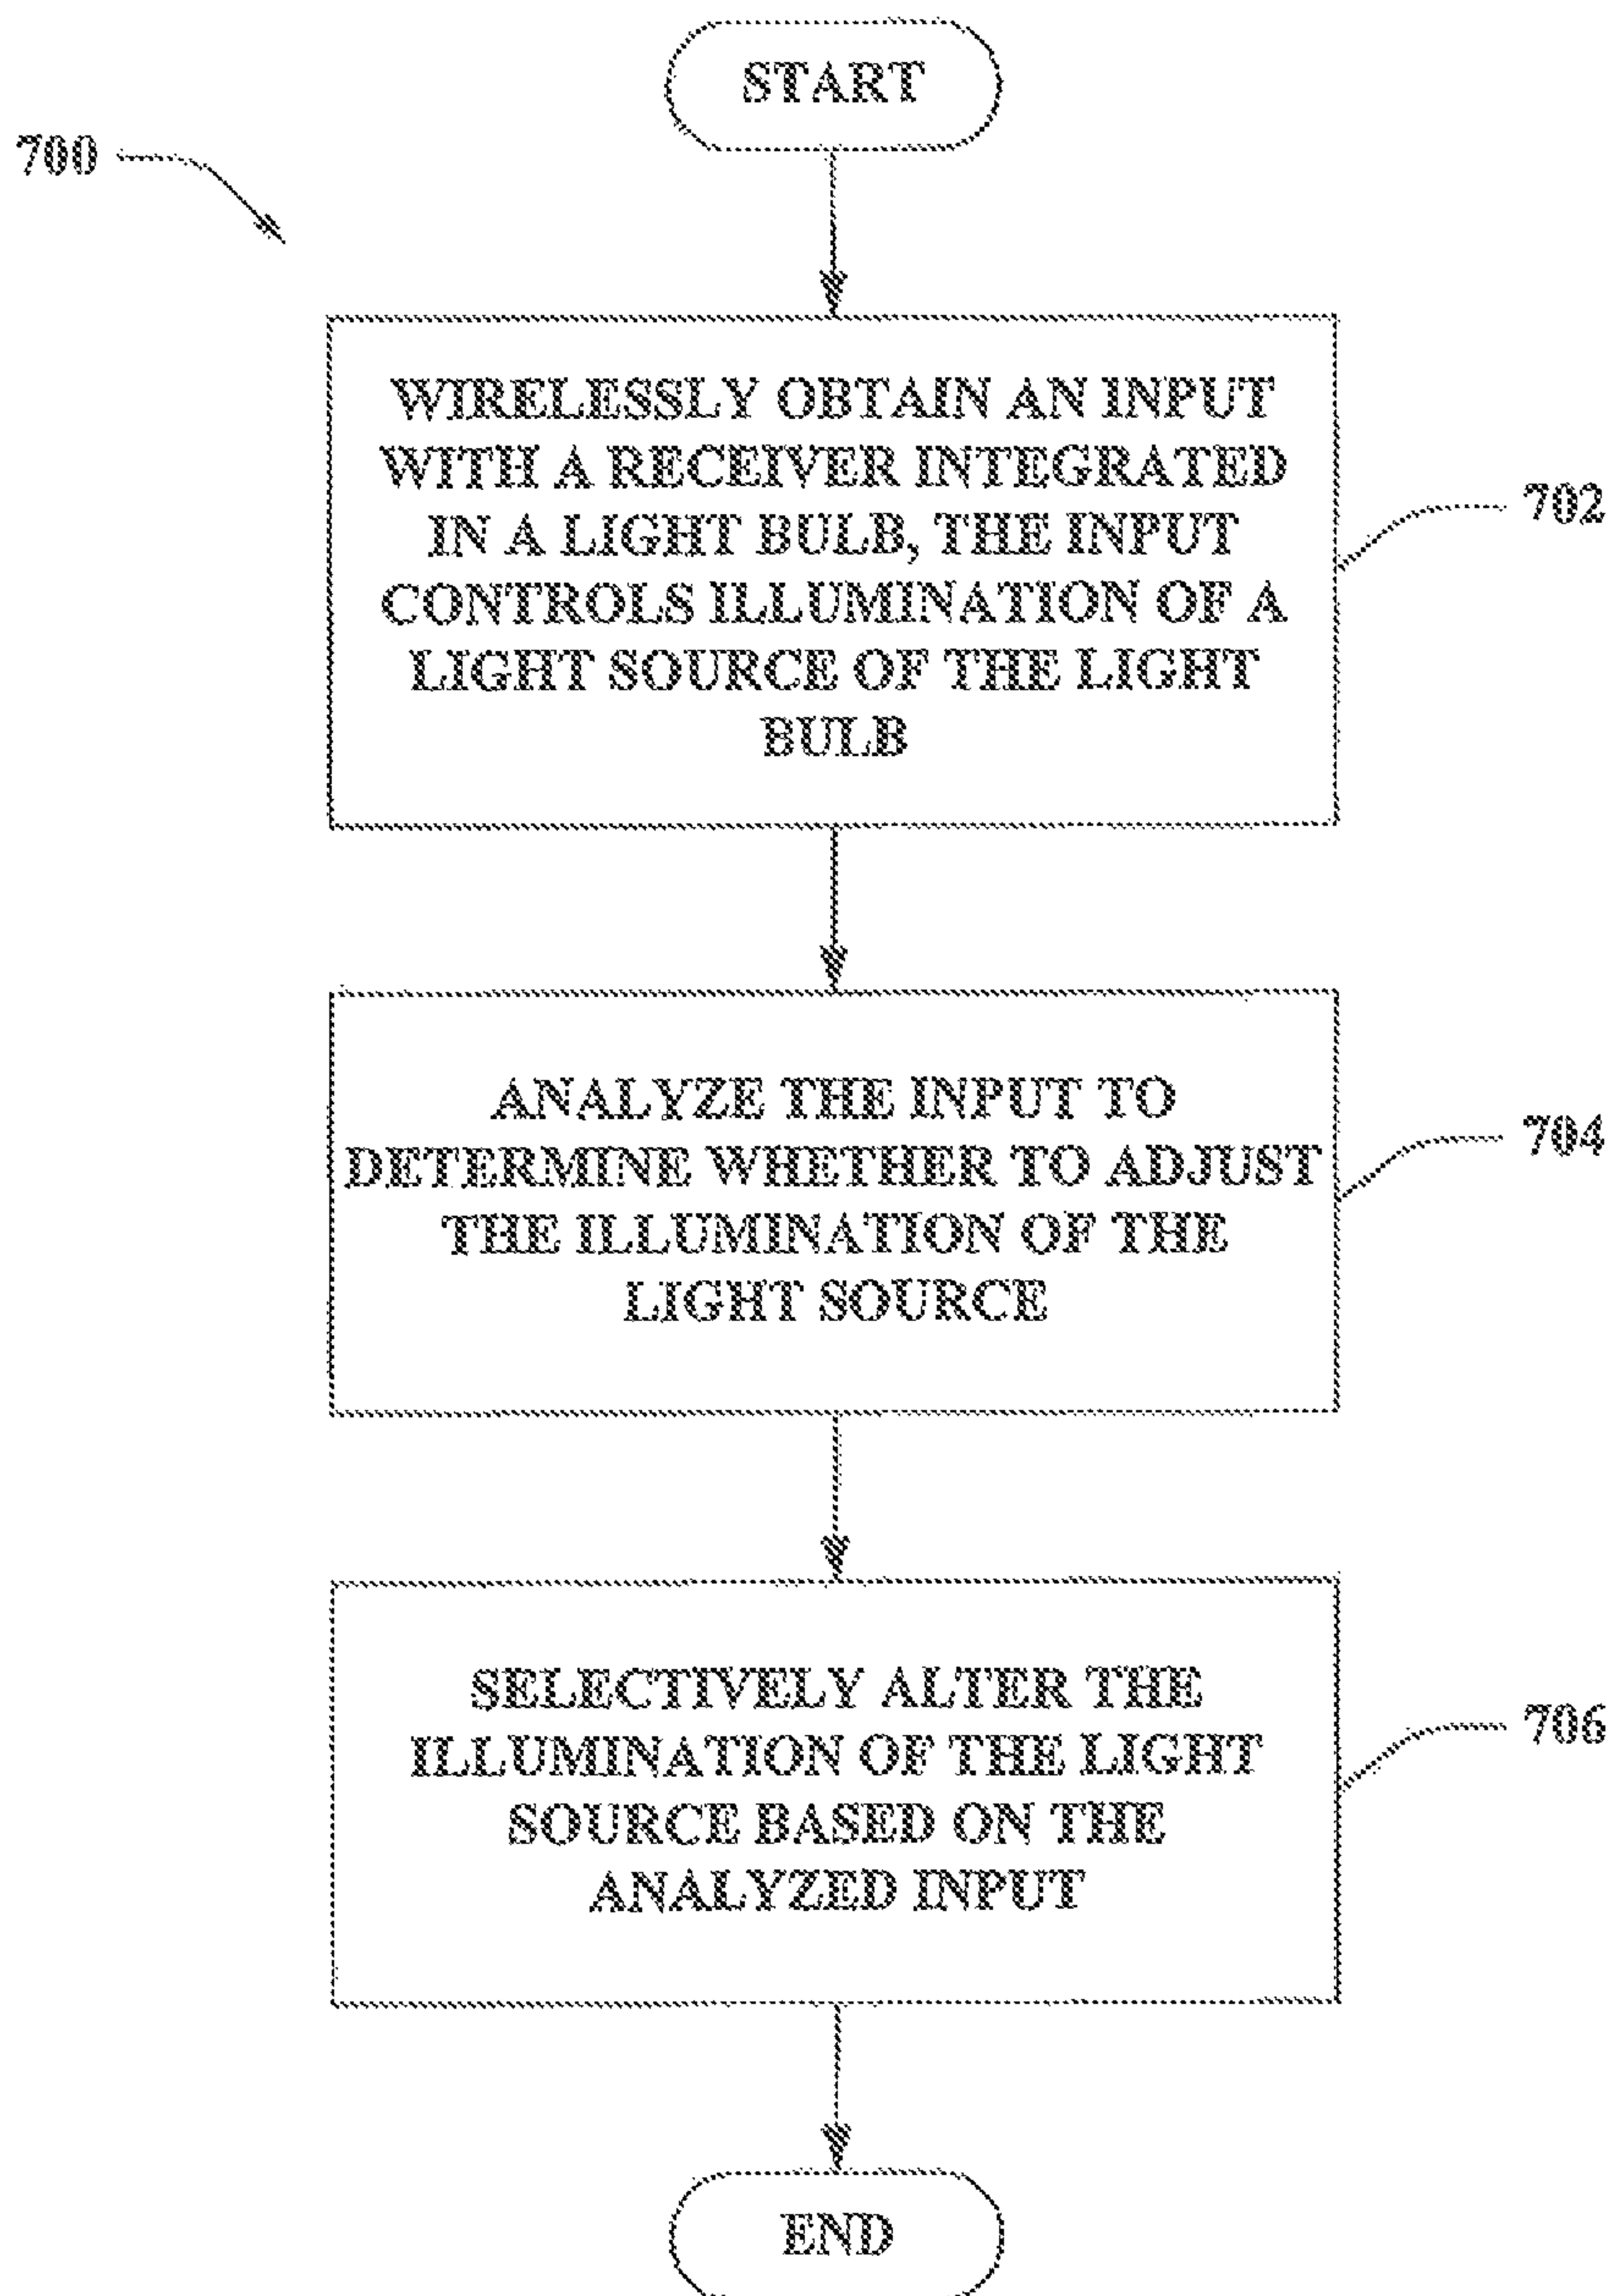 START
700
WIRELESSLY OBTAIN AN INPUT
WITH A RECEIVER INTEGRATED
IN A LIGHT BULB, THE INPUT
CONTROLS ILLUMINATION OF A
LIGHT SOURCE OF THE LIGHT
BULB
702
ANALYZE THE INPUT TO
DETERMINE WHETHER TO ADJUST
THE ILLUMINATION OF THE
LIGHT SOURCE
704
SELECTIVELY ALTER THE
ILLUMINATION OF THE LIGHT
SOURCE BASED ON THE
ANALYZED INPUT
706
END